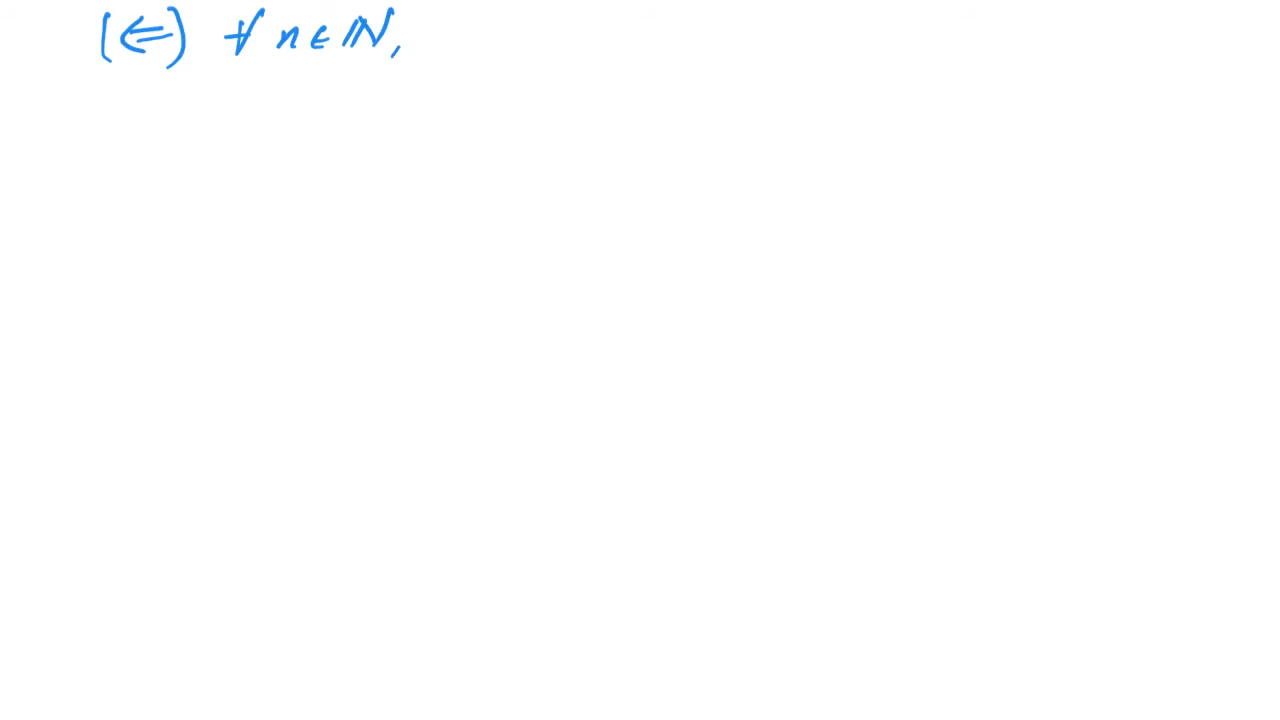 (⇐) ∀ n ∈ ℕ,